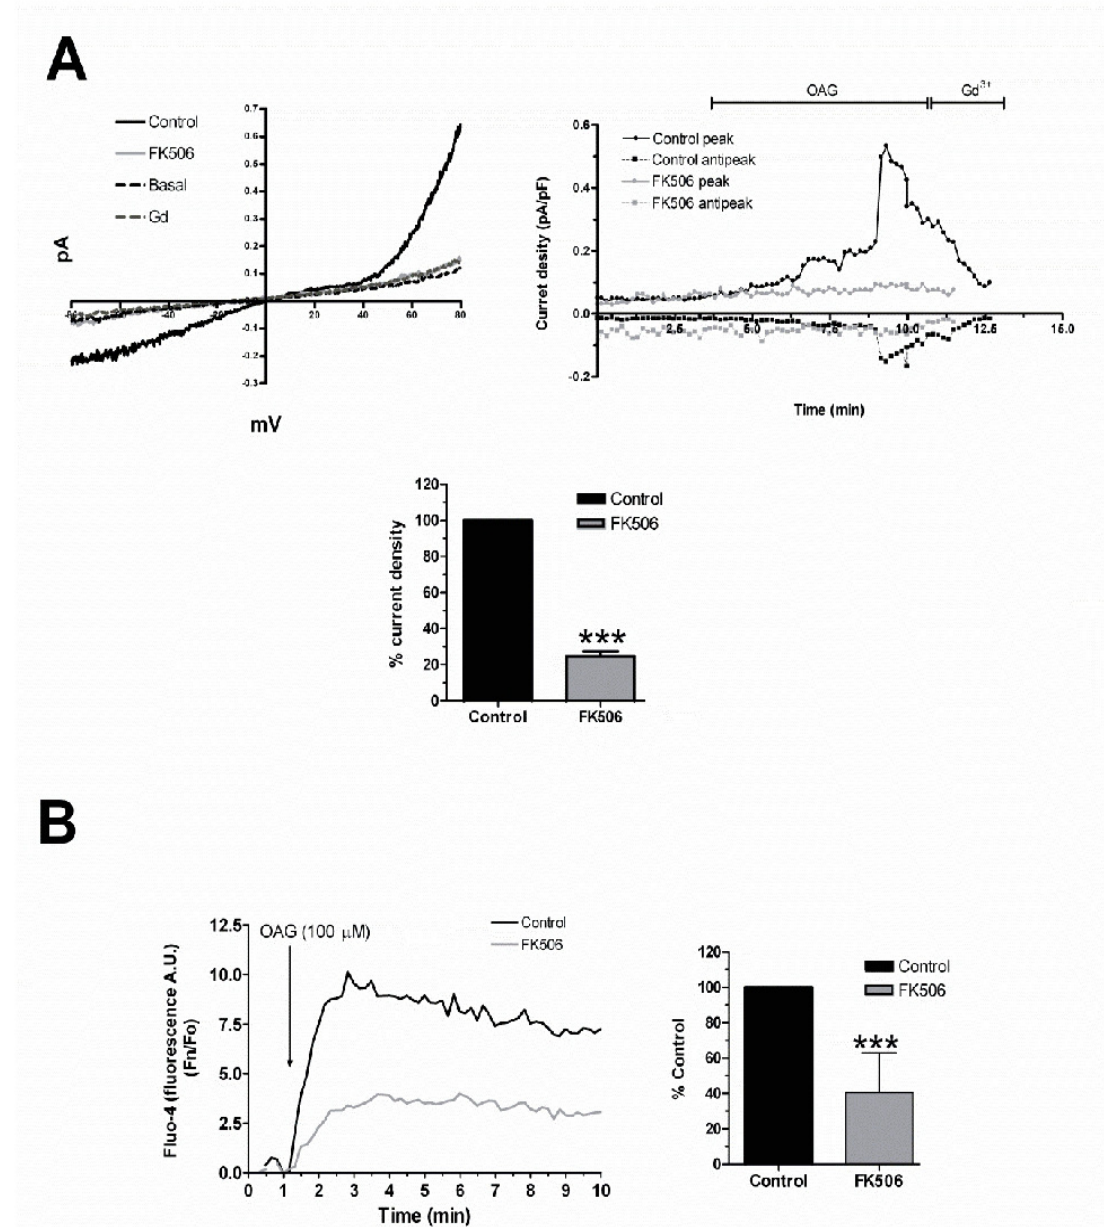 A
Control
FK506
Basal
Gd
pA
0.7
0.6
0.5
0.4
0.3
0.2
0.1
-0.1
-0.2
-0.3
20
40
60
80
mV
OAG
Gd3+
Control peak
Control antipeak
FK506 peak
FK506 antipeak
Curret desity (pA/pF)
0.6
0.4
0.2
0.0
-0.2
2.5
5.0
7.5
10.0
12.5
15.0
Time (min)
% current density
120
100
80
60
40
20
0
Control
FK506
***
Control
FK506
B
Fluo-4 (fluorescence A.U.)
(Fn/Fo)
12.5
10.0
7.5
5.0
2.5
0.0
OAG (100 μM)
Control
FK506
0 1 2 3 4 5 6 7 8 9 10
Time (min)
% Control
120
100
80
60
40
20
0
Control
FK506
***
Control
FK506